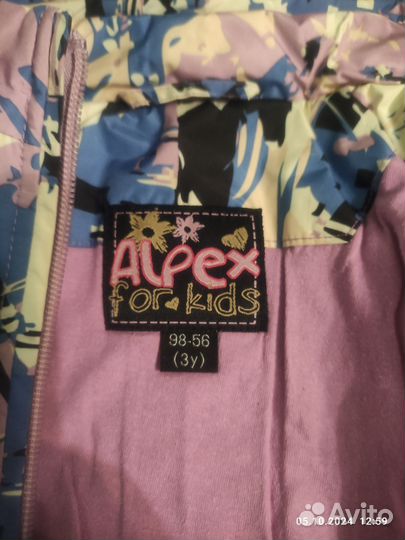 Alpex
for kids
98-56
(3y)
05.10.2024 12:59
Avito